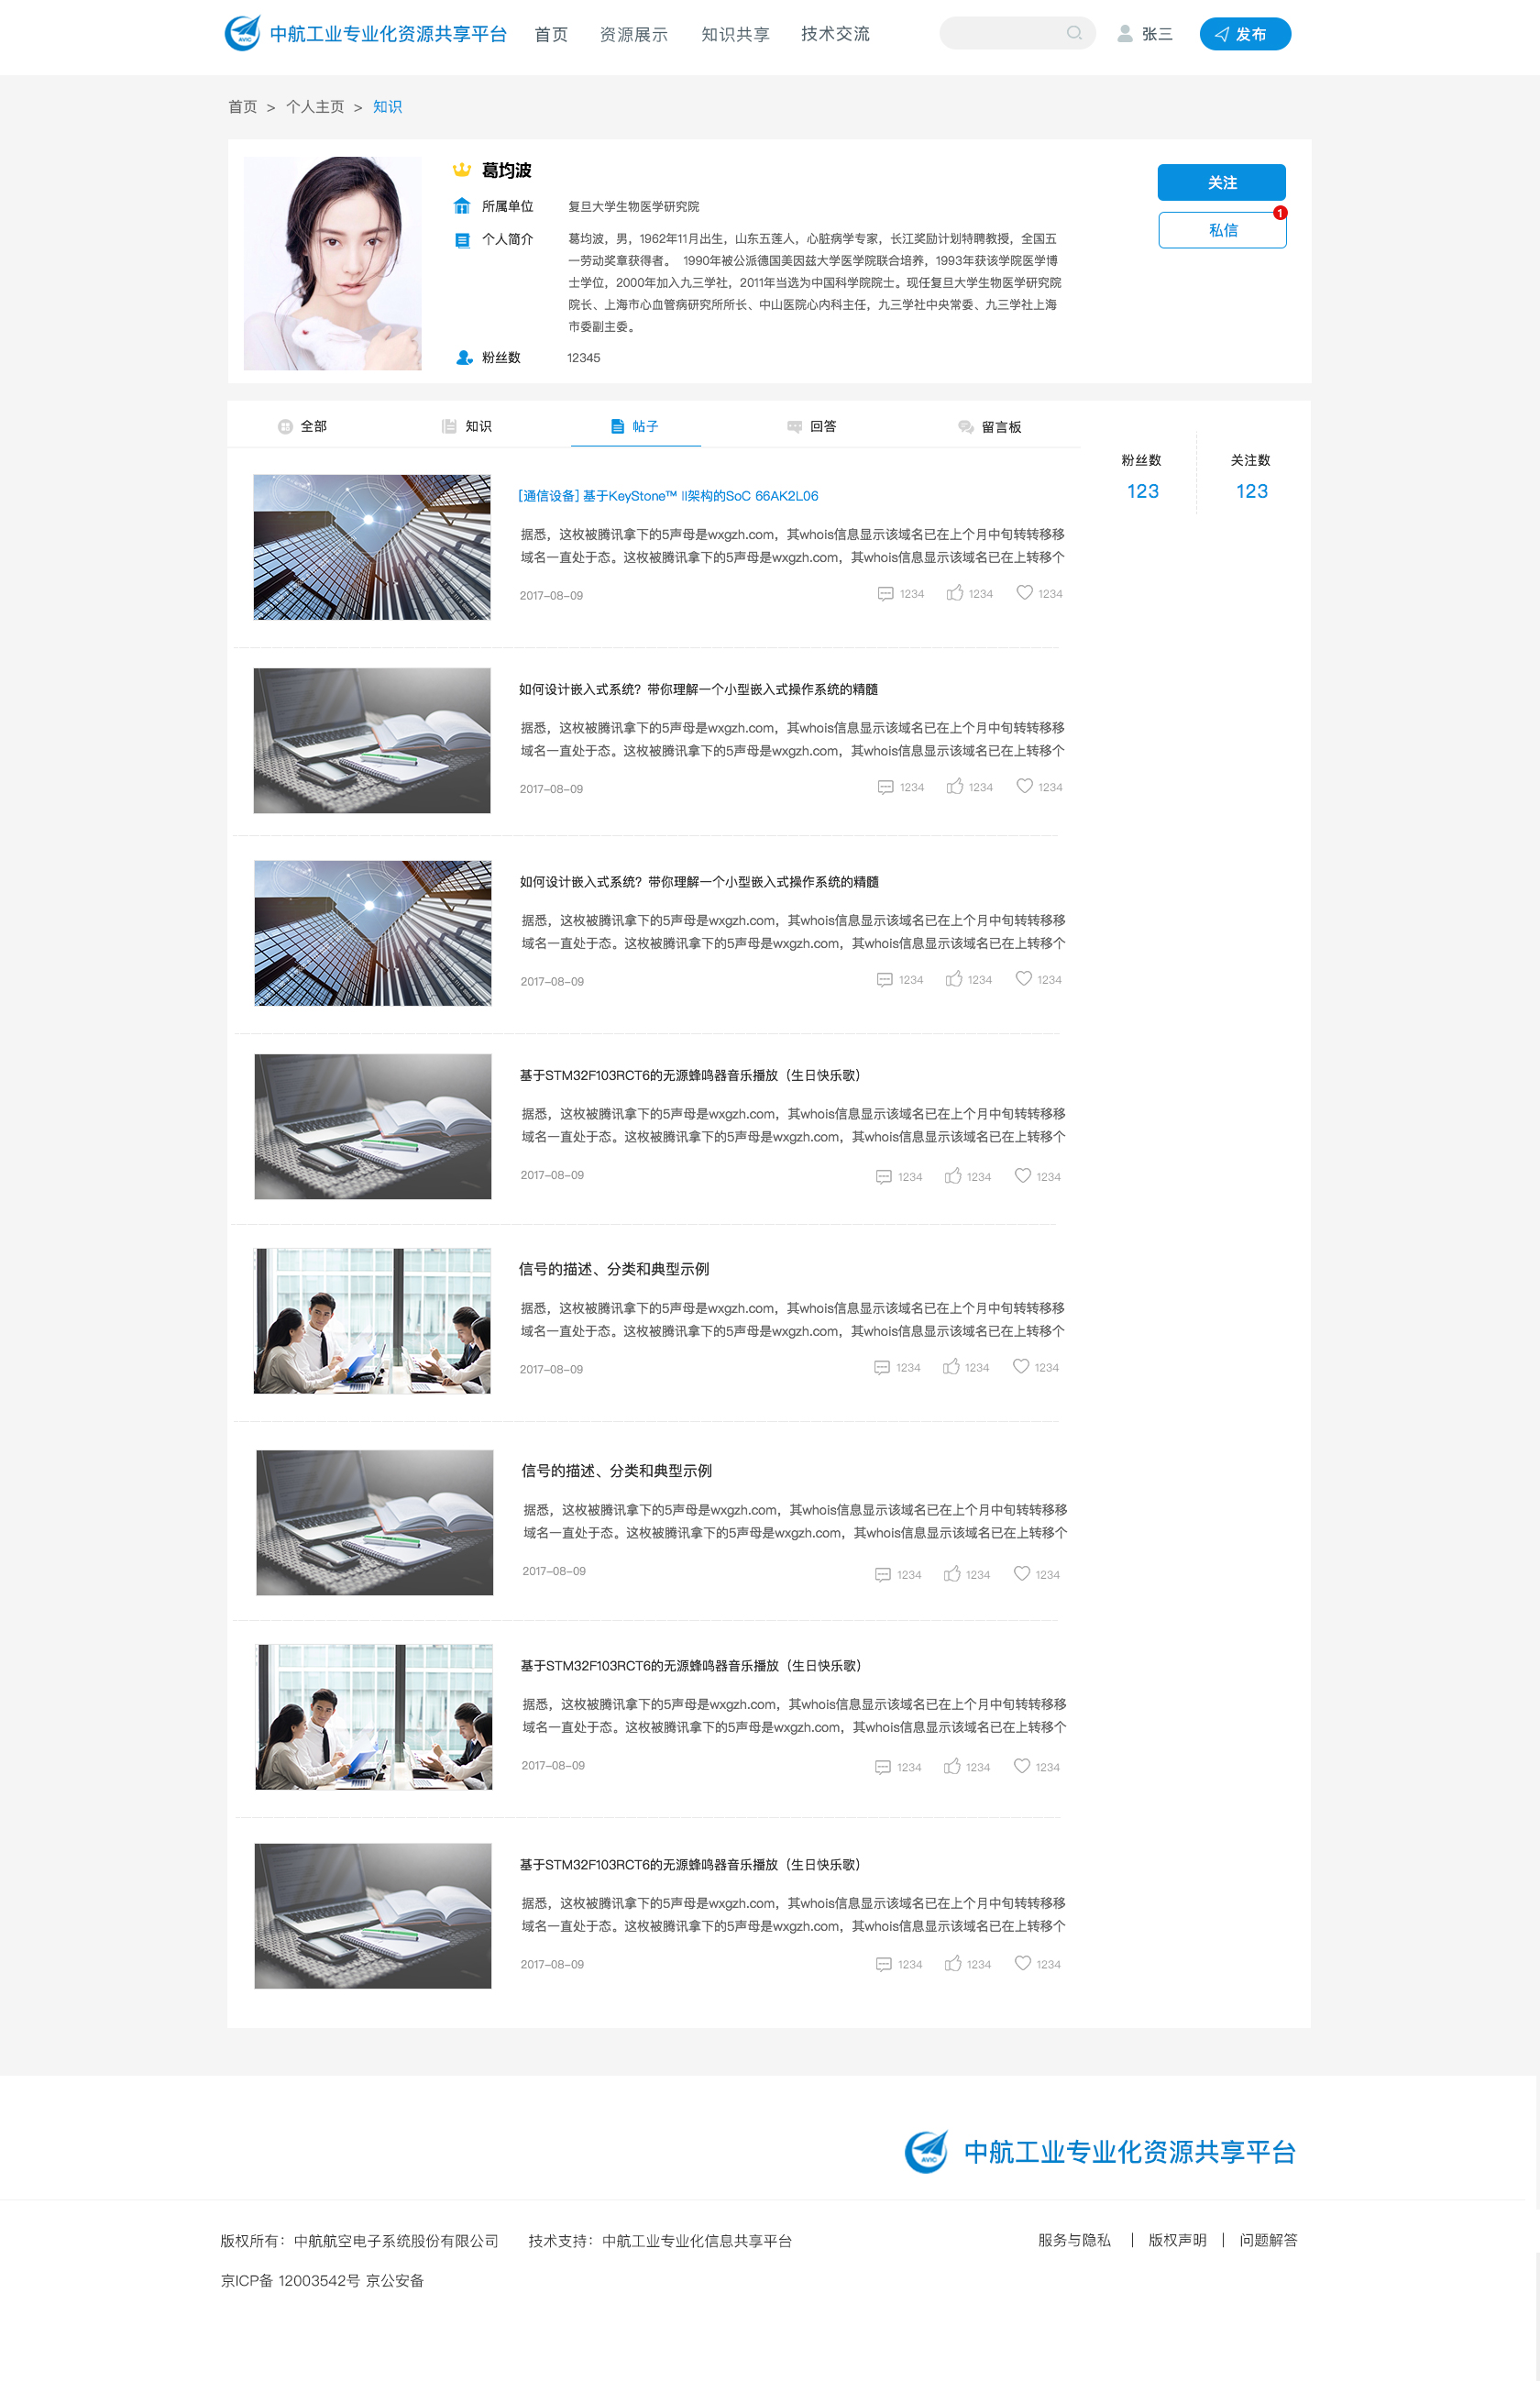 AVIC 中航工业专业化资源共享平台 首页 资源展示 知识共享 技术交流 张三 发布
首页 > 个人主页 > 知识
葛均波
关注
所属单位 复旦大学生物医学研究院
1
私信
个人简介 葛均波，男，1962年11月出生，山东五莲人，心脏病学专家，长江奖励计划特聘教授，全国五
一劳动奖章获得者。 1990年被公派德国美因兹大学医学院联合培养，1993年获该学院医学博
士学位，2000年加入九三学社，2011年当选为中国科学院院士。现任复旦大学生物医学研究院
院长、上海市心血管病研究所所长、中山医院心内科主任，九三学社中央常委、九三学社上海
市委副主委。
粉丝数 12345
全部 知识 帖子 回答 留言板
粉丝数 关注数
123 123
[通信设备] 基于KeyStone™ II架构的SoC 66AK2L06
据悉，这枚被腾讯拿下的5声母是wxgzh.com，其whois信息显示该域名已在上个月中旬转转移移
域名一直处于态。这枚被腾讯拿下的5声母是wxgzh.com，其whois信息显示该域名已在上转移个
2017-08-09 1234 1234 1234
如何设计嵌入式系统？带你理解一个小型嵌入式操作系统的精髓
据悉，这枚被腾讯拿下的5声母是wxgzh.com，其whois信息显示该域名已在上个月中旬转转移移
域名一直处于态。这枚被腾讯拿下的5声母是wxgzh.com，其whois信息显示该域名已在上转移个
2017-08-09 1234 1234 1234
如何设计嵌入式系统？带你理解一个小型嵌入式操作系统的精髓
据悉，这枚被腾讯拿下的5声母是wxgzh.com，其whois信息显示该域名已在上个月中旬转转移移
域名一直处于态。这枚被腾讯拿下的5声母是wxgzh.com，其whois信息显示该域名已在上转移个
2017-08-09 1234 1234 1234
基于STM32F103RCT6的无源蜂鸣器音乐播放（生日快乐歌）
据悉，这枚被腾讯拿下的5声母是wxgzh.com，其whois信息显示该域名已在上个月中旬转转移移
域名一直处于态。这枚被腾讯拿下的5声母是wxgzh.com，其whois信息显示该域名已在上转移个
2017-08-09 1234 1234 1234
信号的描述、分类和典型示例
据悉，这枚被腾讯拿下的5声母是wxgzh.com，其whois信息显示该域名已在上个月中旬转转移移
域名一直处于态。这枚被腾讯拿下的5声母是wxgzh.com，其whois信息显示该域名已在上转移个
2017-08-09 1234 1234 1234
信号的描述、分类和典型示例
据悉，这枚被腾讯拿下的5声母是wxgzh.com，其whois信息显示该域名已在上个月中旬转转移移
域名一直处于态。这枚被腾讯拿下的5声母是wxgzh.com，其whois信息显示该域名已在上转移个
2017-08-09 1234 1234 1234
基于STM32F103RCT6的无源蜂鸣器音乐播放（生日快乐歌）
据悉，这枚被腾讯拿下的5声母是wxgzh.com，其whois信息显示该域名已在上个月中旬转转移移
域名一直处于态。这枚被腾讯拿下的5声母是wxgzh.com，其whois信息显示该域名已在上转移个
2017-08-09 1234 1234 1234
基于STM32F103RCT6的无源蜂鸣器音乐播放（生日快乐歌）
据悉，这枚被腾讯拿下的5声母是wxgzh.com，其whois信息显示该域名已在上个月中旬转转移移
域名一直处于态。这枚被腾讯拿下的5声母是wxgzh.com，其whois信息显示该域名已在上转移个
2017-08-09 1234 1234 1234
AVIC 中航工业专业化资源共享平台
版权所有：中航航空电子系统股份有限公司 技术支持：中航工业专业化信息共享平台 服务与隐私 | 版权声明 | 问题解答
京ICP备 12003542号 京公安备